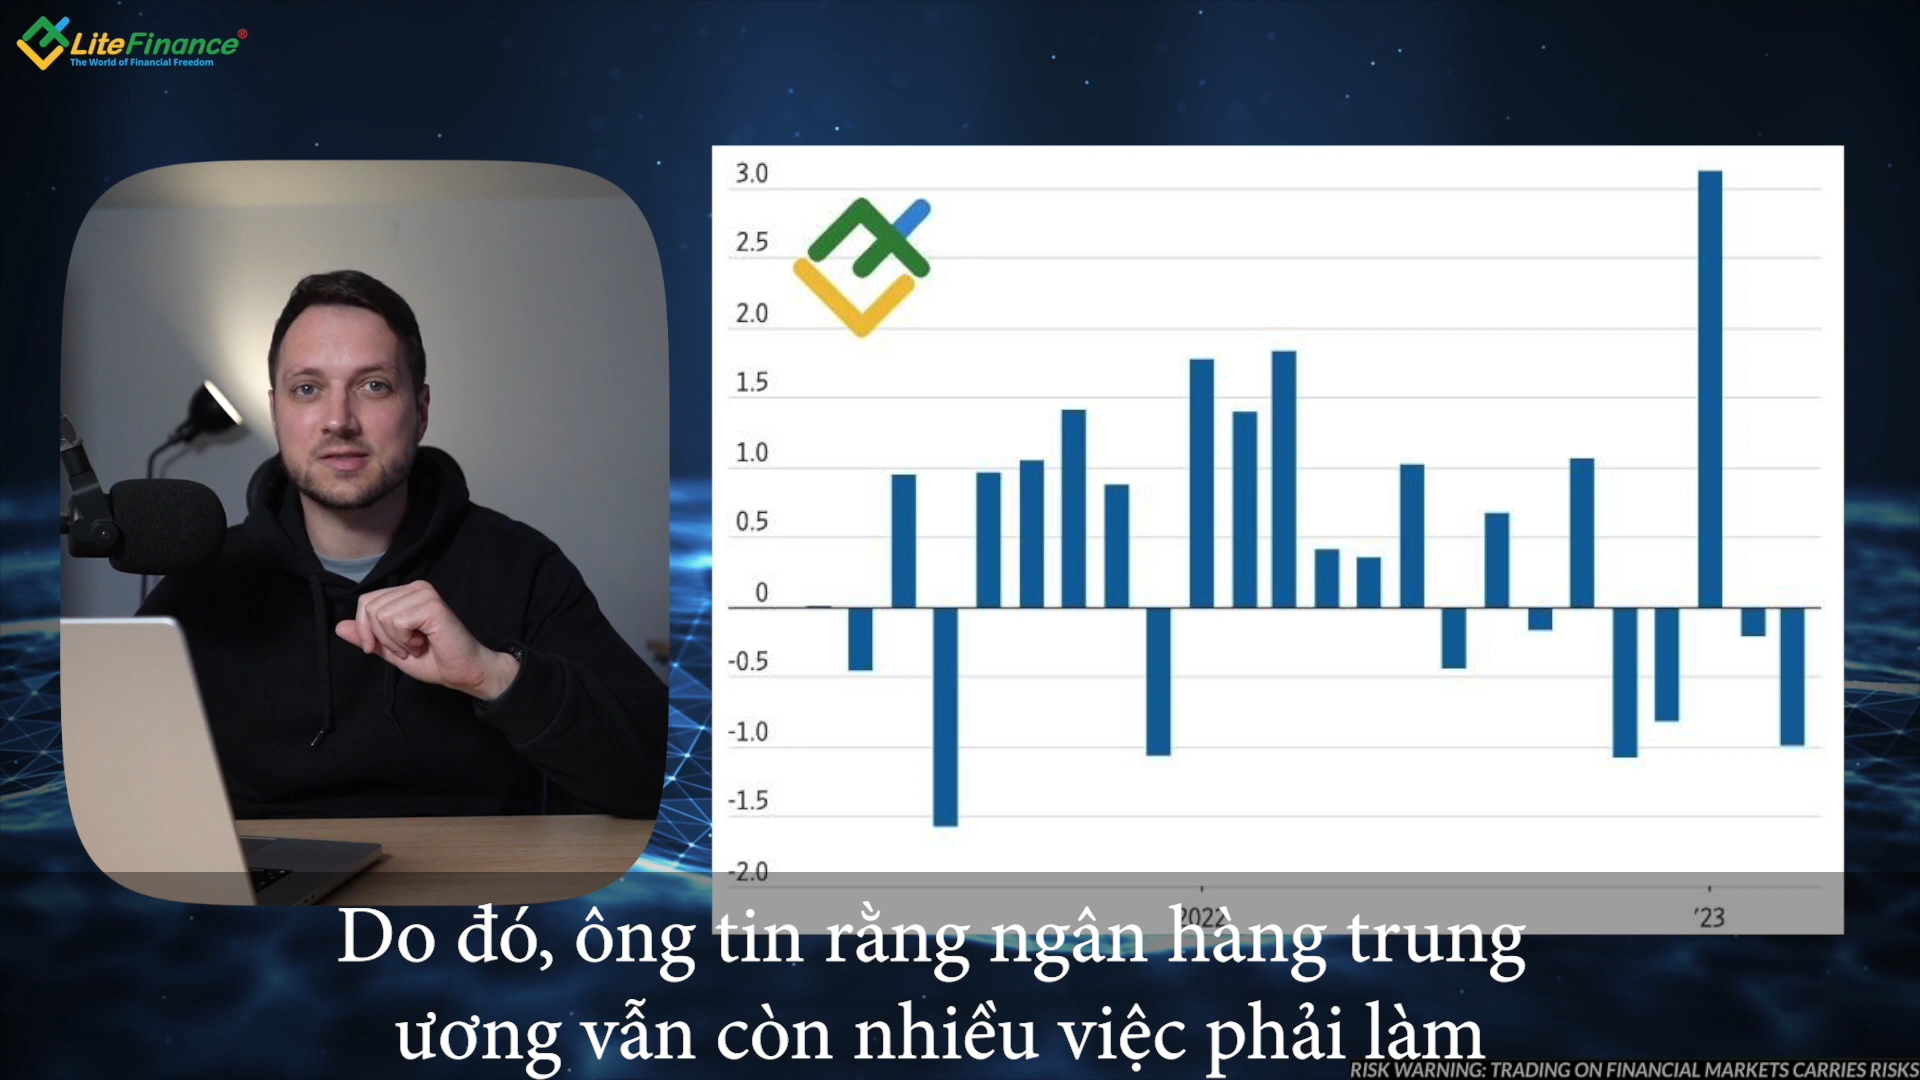 LiteFinance®
The World of Financial Freedom
3.0
2.5
2.0
1.5
1.0
0.5
0
-0.5
-1.0
-1.5
-2.0
2022
'23
Do đó, ông tin rằng ngân hàng trung
ương vẫn còn nhiều việc phải làm
RISK WARNING: TRADING ON FINANCIAL MARKETS CARRIES RISKS